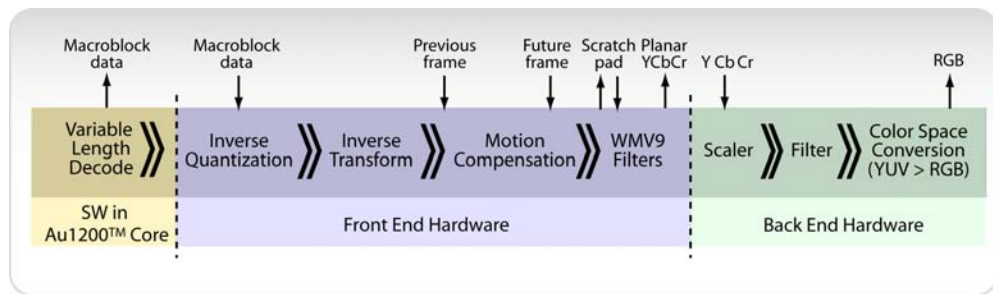 Macroblock
data
Macroblock
data
Previous
frame
Future
frame
Scratch
pad
Planar
YCbCr
Y Cb Cr
RGB
Variable
Length
Decode
Inverse
Quantization
Inverse
Transform
Motion
Compensation
WMV9
Filters
Scaler
Filter
Color Space
Conversion
(YUV > RGB)
SW in
Au1200™ Core
Front End Hardware
Back End Hardware